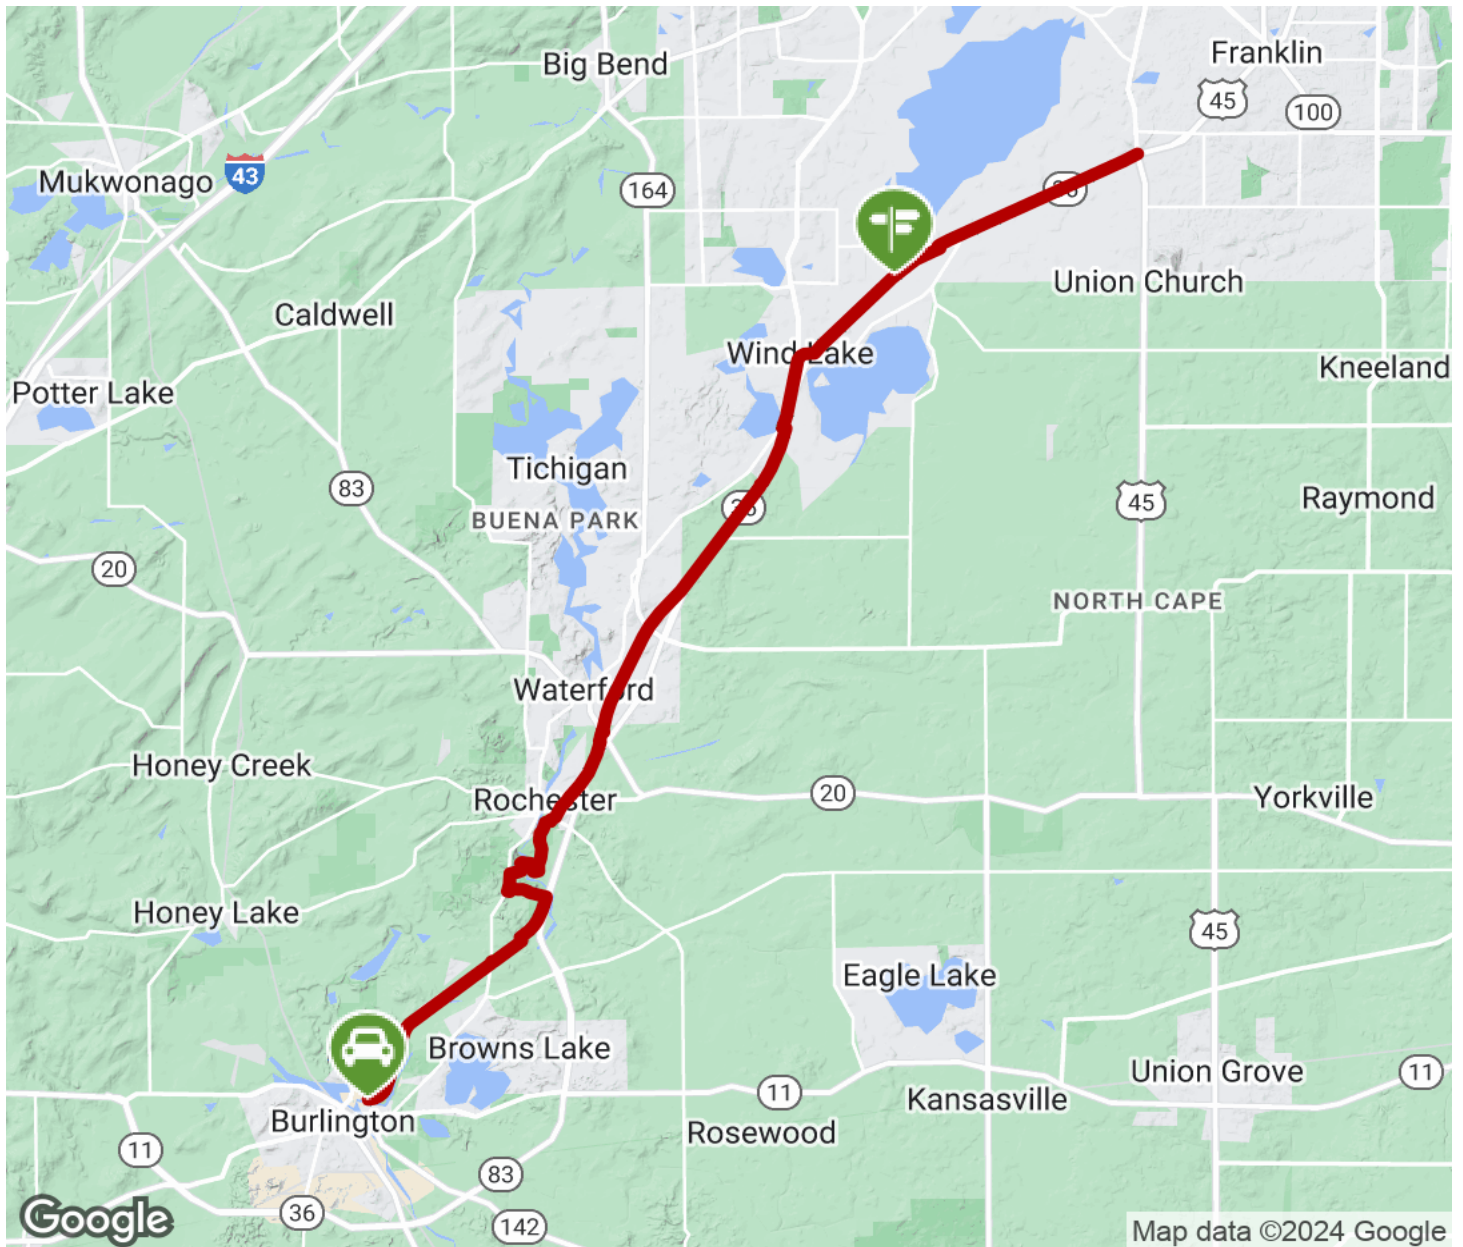 Franklin
Big Bend
45
100
43
Mukwonago
164
36
Union Church
Caldwell
Wind Lake
Kneeland
Potter Lake
Tichigan
83
45
Raymond
36
BUENA PARK
20
NORTH CAPE
Waterford
Honey Creek
Rochester
20
Yorkville
Honey Lake
45
Eagle Lake
Browns Lake
Union Grove
11
11
Kansasville
Burlington
Rosewood
11
83
36
142
Google
Map data ©2024 Google